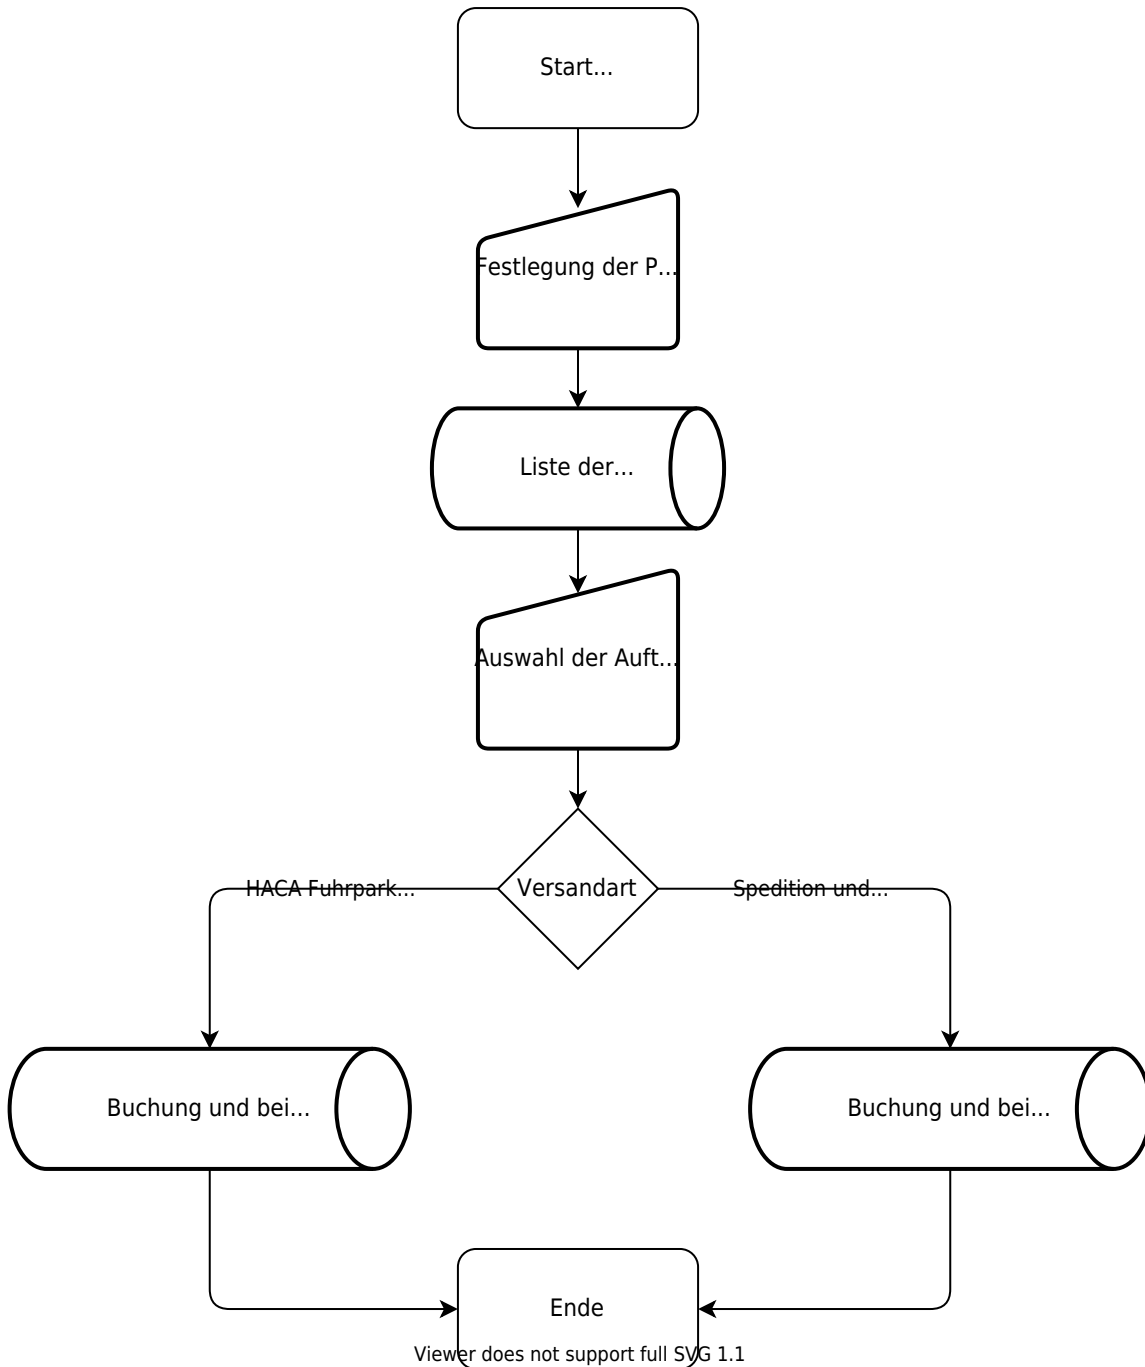 Start...
Festlegung der P...
Liste der...
Auswahl der Auft...
Versandart
HACA Fuhrpark...
Spedition und...
Buchung und bei...
Buchung und bei...
Ende
Viewer does not support full SVG 1.1